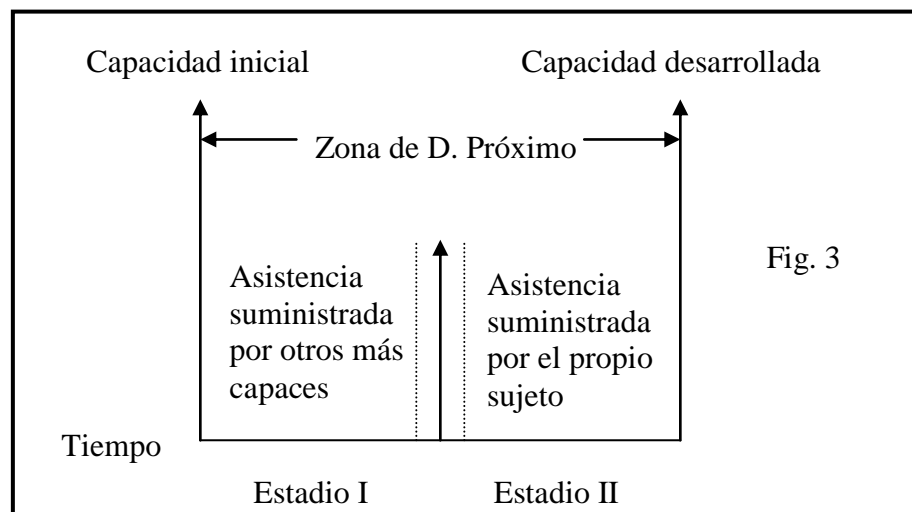 Capacidad inicial
Capacidad desarrollada
Zona de D. Próximo
Fig. 3
Asistencia
suministrada
por otros más
capaces
Asistencia
suministrada
por el propio
sujeto
Tiempo
Estadio I
Estadio II